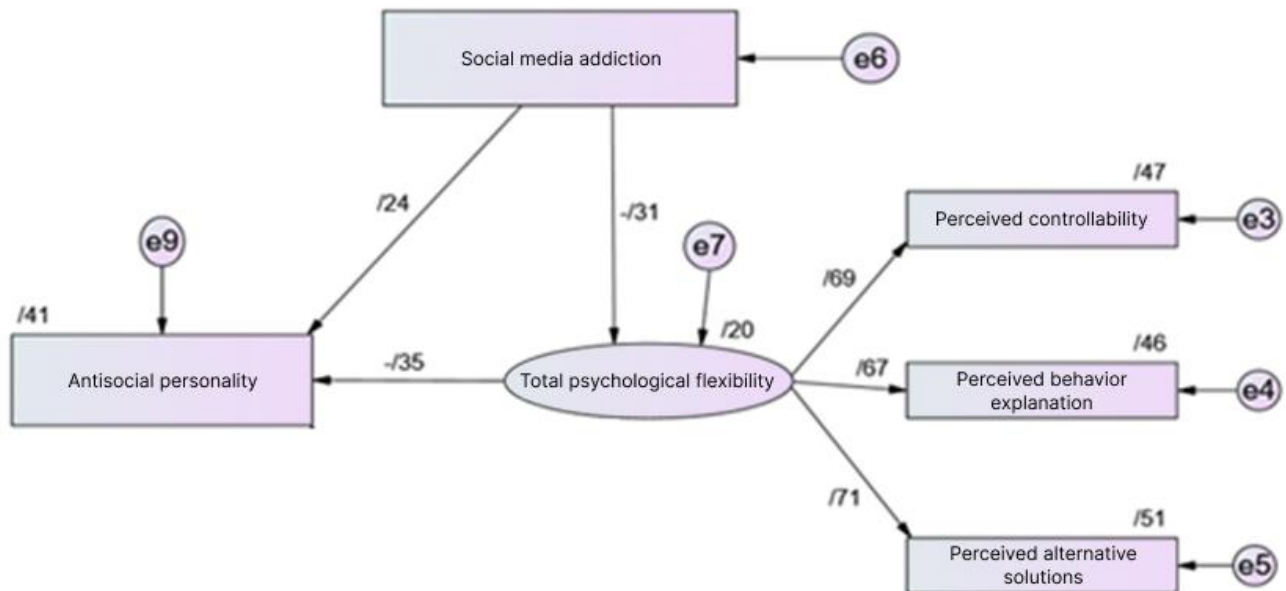 Social media addiction
e6
/24
-/31
/47
Perceived controllability
e3
e9
e7
/69
/41
/20
Antisocial personality
-/35
Total psychological flexibility
/67
/46
Perceived behavior
explanation
e4
/71
/51
Perceived alternative
solutions
e5